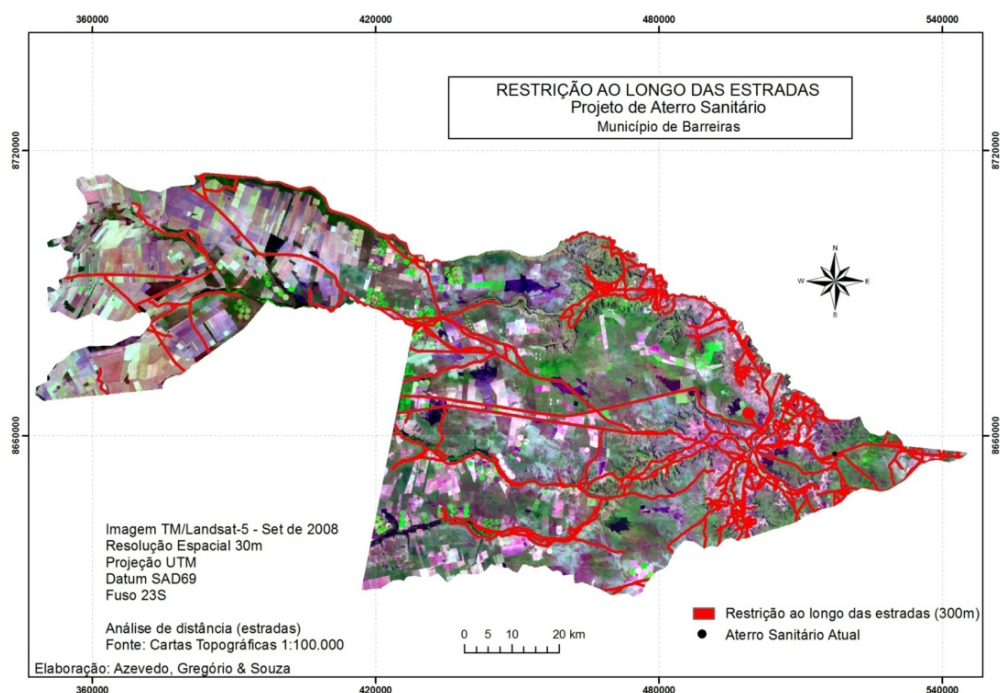 360000 420000 480000 540000
RESTRIÇÃO AO LONGO DAS ESTRADAS
Projeto de Aterro Sanitário
Município de Barreiras
8720000 8720000
N
W E
S
8660000 8660000
Imagem TM/Landsat-5 - Set de 2008
Resolução Espacial 30m
Projeção UTM
Datum SAD69
Fuso 23S
Análise de distância (estradas)
Fonte: Cartas Topográficas 1:100.000
Elaboração: Azevedo, Gregório & Souza
0 5 10 20 km
Restrição ao longo das estradas (300m)
Aterro Sanitário Atual
360000 420000 480000 540000